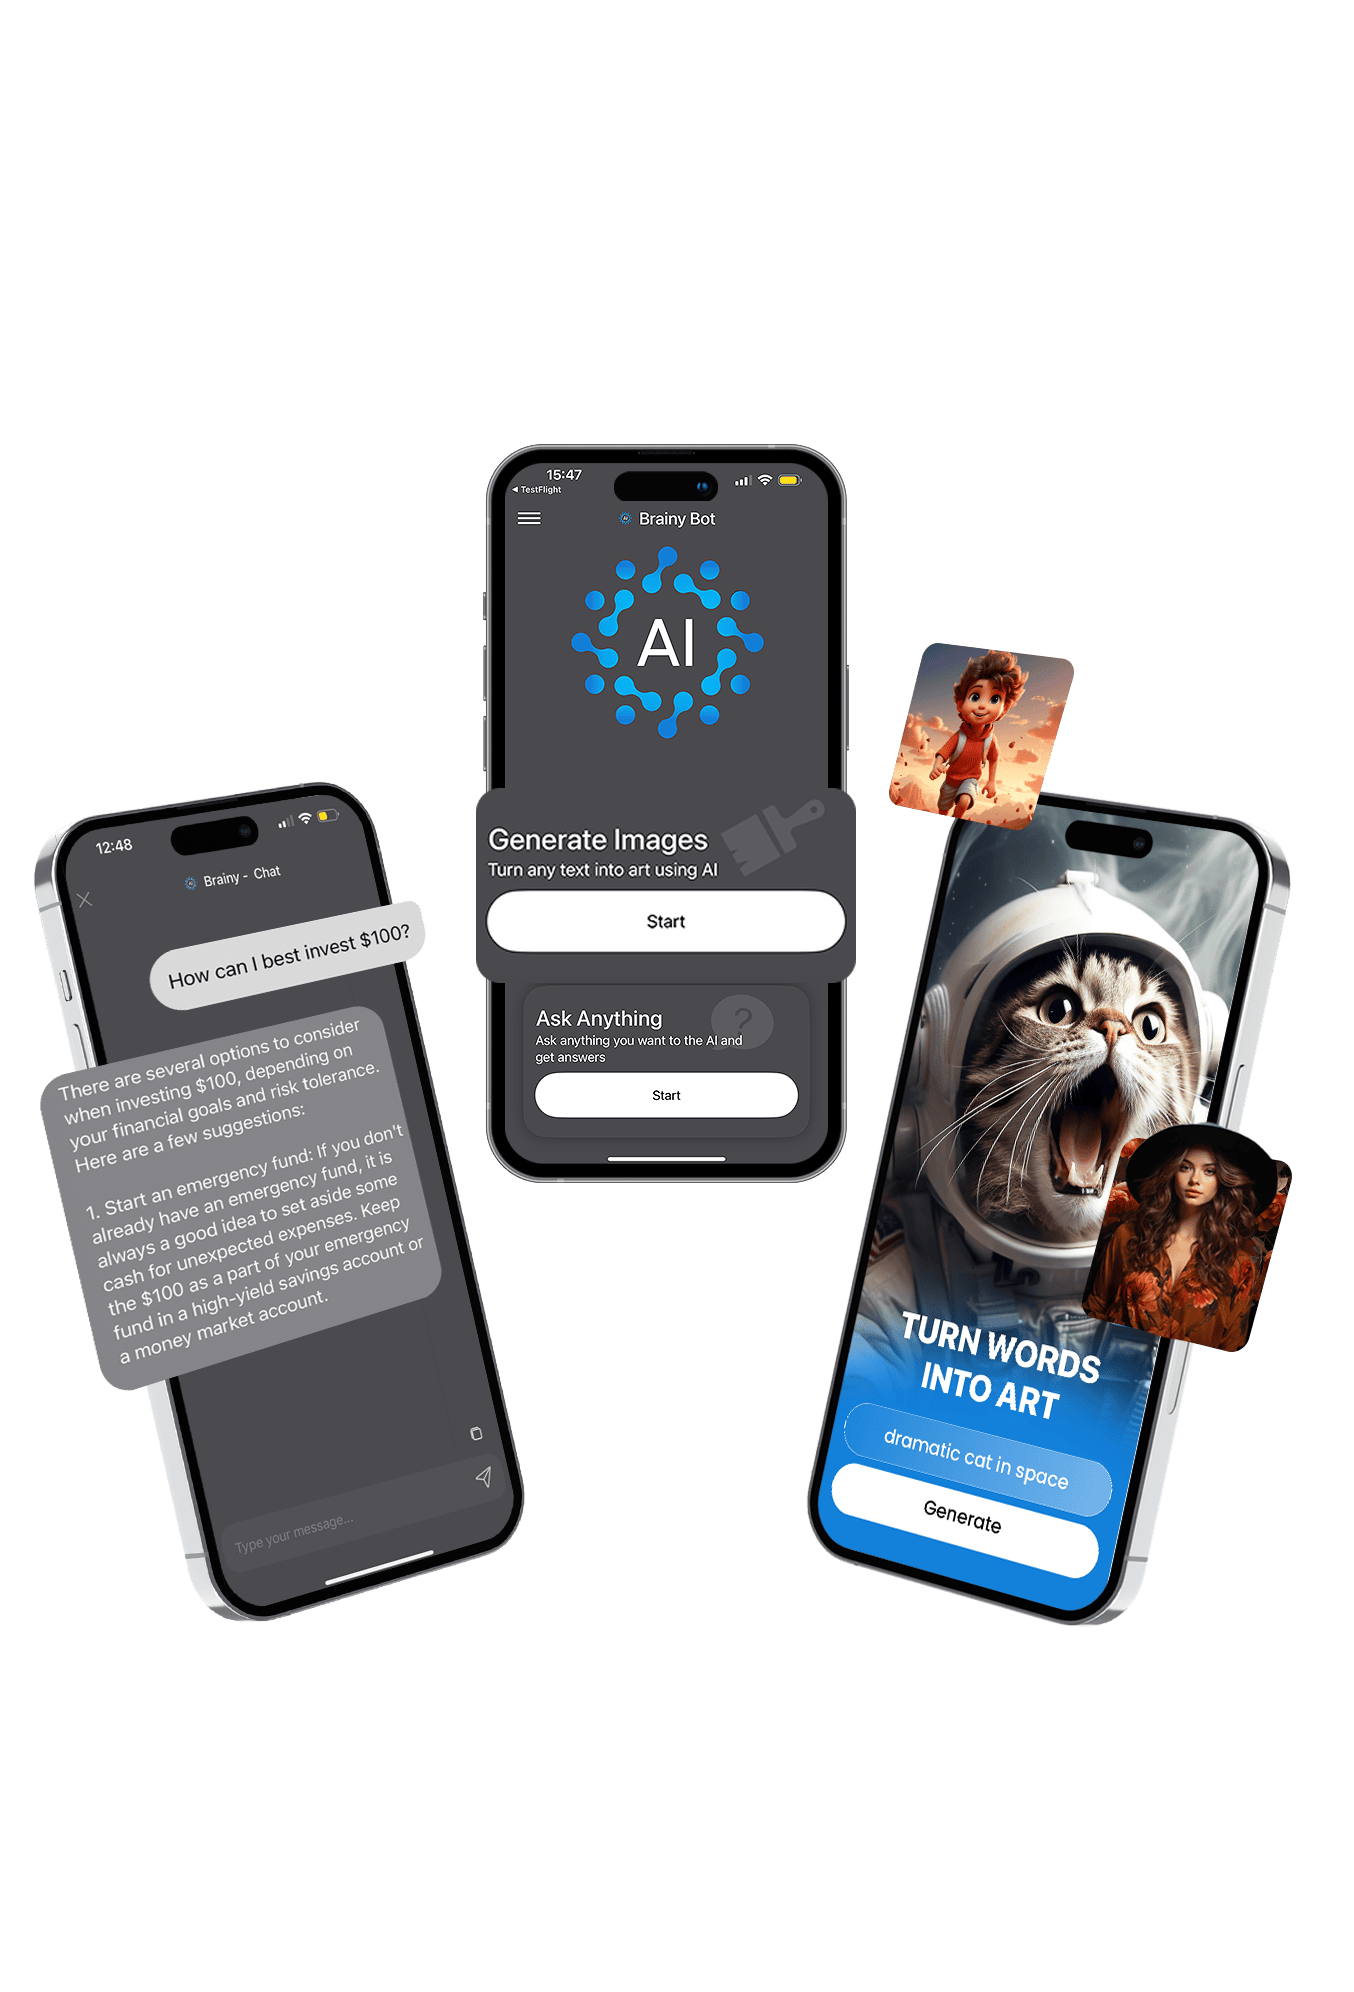 15:47
◀ TestFlight
Brainy Bot
AI
Generate Images
Turn any text into art using AI
Start
Ask Anything
?
Ask anything you want to the AI and
get answers
Start
12:48
Brainy - Chat
How can I best invest $100?
There are several options to consider
when investing $100, depending on
your financial goals and risk tolerance.
Here are a few suggestions:
1. Start an emergency fund: If you don't
already have an emergency fund, it is
always a good idea to set aside some
cash for unexpected expenses. Keep
the $100 as a part of your emergency
fund in a high-yield savings account or
a money market account.
Type your message...
TURN WORDS
INTO ART
dramatic cat in space
Generate